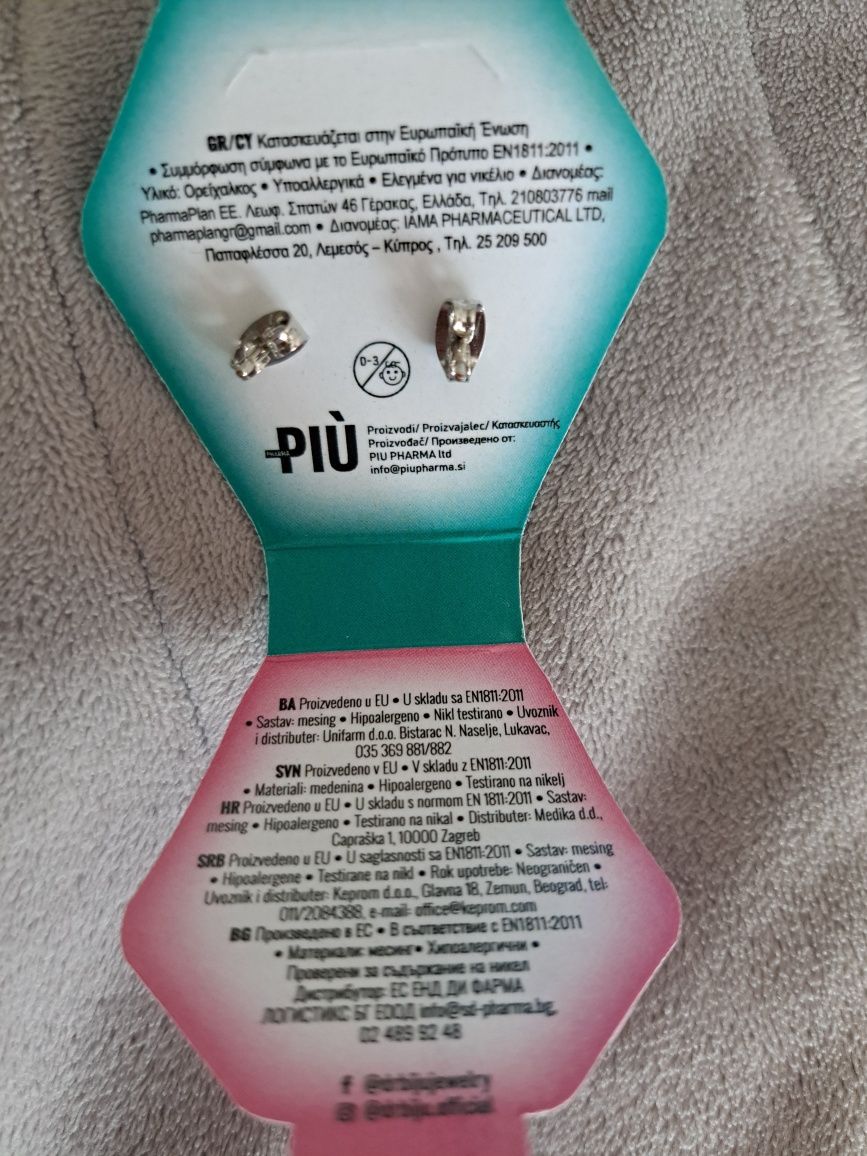 GR/CY Κατασκευάζεται στην Ευρωπαϊκή Ένωση
• Συμμόρφωση σύμφωνα με το Ευρωπαϊκό Πρότυπο EN1811:2011 •
Υλικό: Ορείχαλκος • Υποαλλεργικά • Ελεγμένα για νικέλιο • Διανομέας:
PharmaPlan EE. Λεωφ. Σπατών 46 Γέρακας, Ελλάδα, Τηλ. 210803776 mail
pharmaplangr@gmail.com • Διανομέας: IAMA PHARMACEUTICAL LTD,
Παπαφλέσσα 20, Λεμεσός – Κύπρος, Τηλ. 25 209 500
0-3
PHARMA PIÙ
Proizvodi/ Proizvajalec/ Κατασκευαστής
Proizvođač/ Произведено от:
PIU PHARMA ltd
info@piupharma.si
BA Proizvedeno u EU • U skladu sa EN1811:2011
• Sastav: mesing • Hipoalergeno • Nikl testirano • Uvoznik
i distributer: Unifarm d.o.o. Bistarac N. Naselje, Lukavac,
035 369 881/882
SVN Proizvedeno v EU • V skladu z EN1811:2011
• Materiali: medenina • Hipoalergeno • Testirano na nikelj
HR Proizvedeno u EU • U skladu s normom EN 1811:2011 • Sastav:
mesing • Hipoalergeno • Testirano na nikal • Distributer: Medika d.d.,
Capraška 1, 10000 Zagreb
SRB Proizvedeno u EU • U saglasnosti sa EN1811:2011 • Sastav: mesing
• Hipoalergene • Testirane na nikl • Rok upotrebe: Neograničen •
Uvoznik i distributer: Keprom d.o.o., Glavna 18, Zemun, Beograd, tel:
011/2084388, e-mail: office@keprom.com
BG Произведено в ЕС • В съответствие с EN1811:2011
• Материали: месинг • Хипоалергични •
Проверени за съдържание на никел
Дистрибутор: ЕС ЕНД ДИ ФАРМА
ЛОГИСТИКС БГ ЕООД info@sd-pharma.bg,
02 489 92 48
@drbijujewelry
@drbiju.official